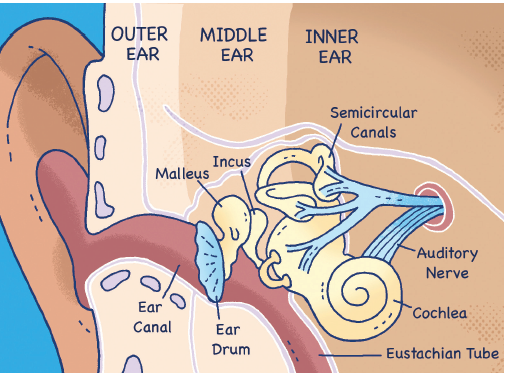 OUTER
EAR
MIDDLE
EAR
INNER
EAR
Semicircular
Canals
Incus
Malleus
Auditory
Nerve
Ear
Canal
Ear
Drum
Cochlea
Eustachian Tube